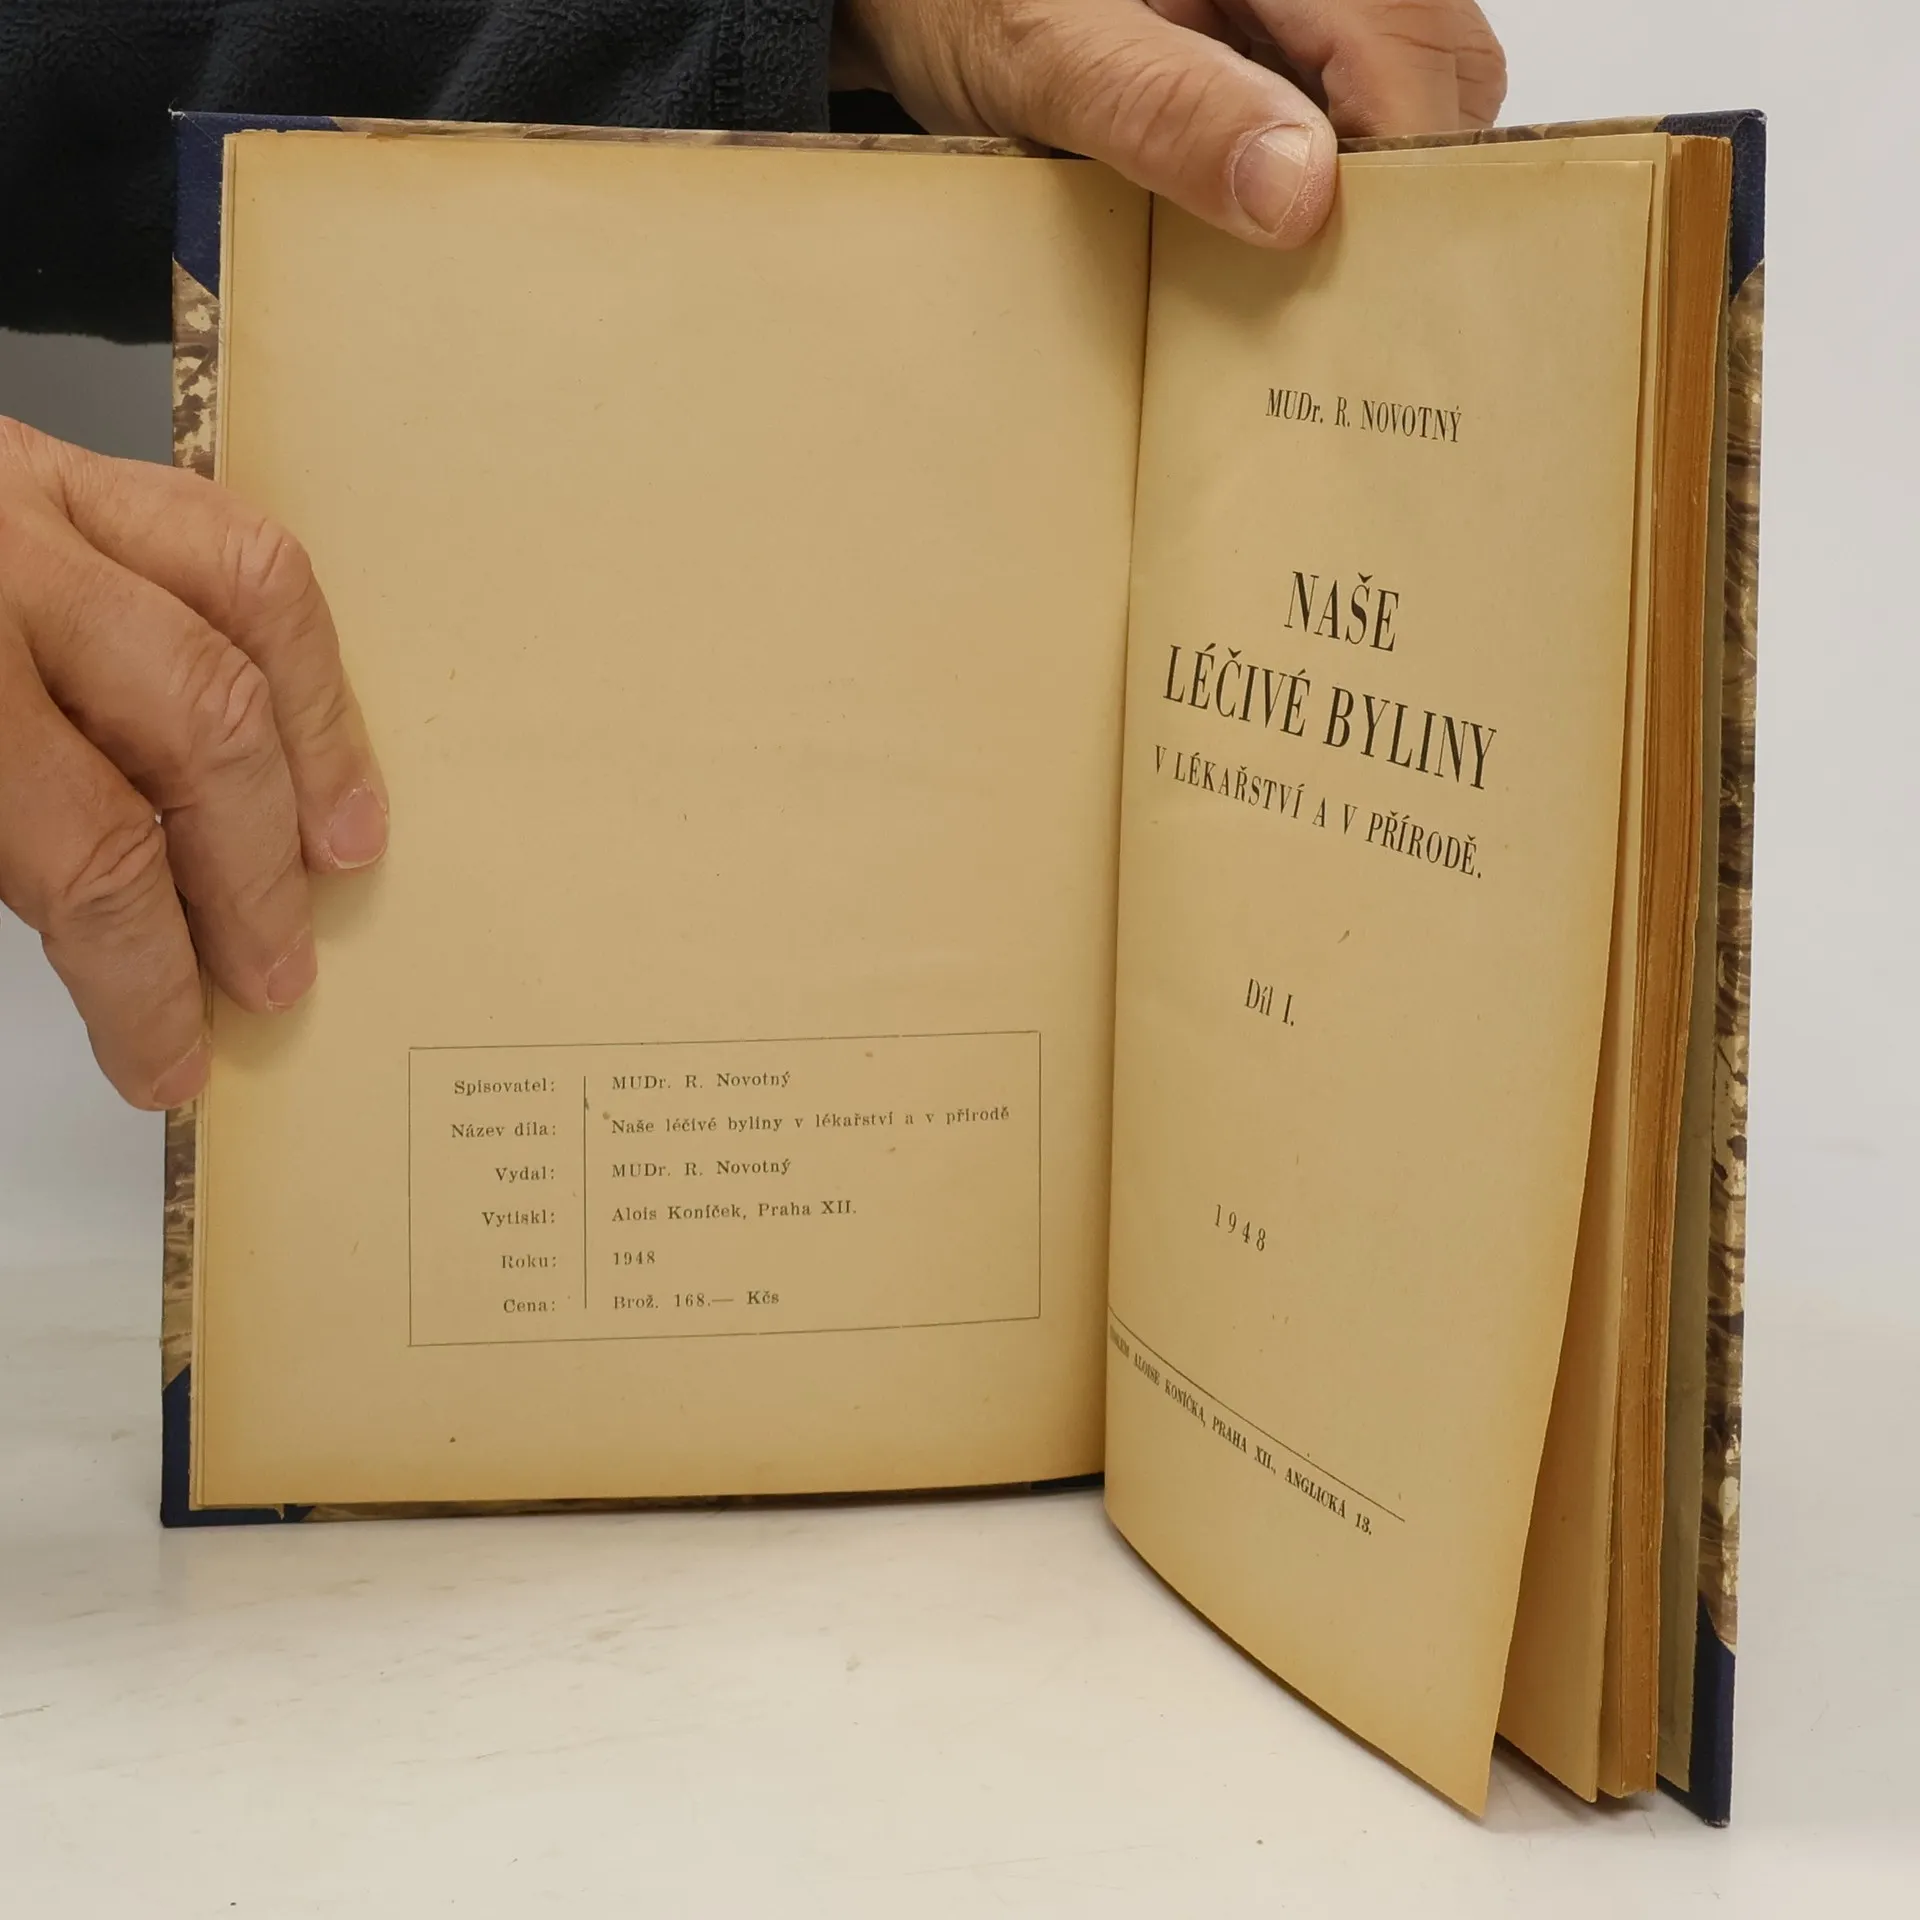 Spisovatel: MUDr. R. Novotný
Název díla: Naše léčivé byliny v lékařství a v přírodě
Vydal: MUDr. R. Novotný
Vytiskl: Alois Koníček, Praha XII.
Roku: 1948
Cena: Brož. 168.— Kčs
MUDr. R. NOVOTNÝ
NAŠE
LÉČIVÉ BYLINY
V LÉKAŘSTVÍ A V PŘÍRODĚ.
Díl I.
1948
ALOISE KONÍČKA, PRAHA XII., ANGLICKÁ 13.